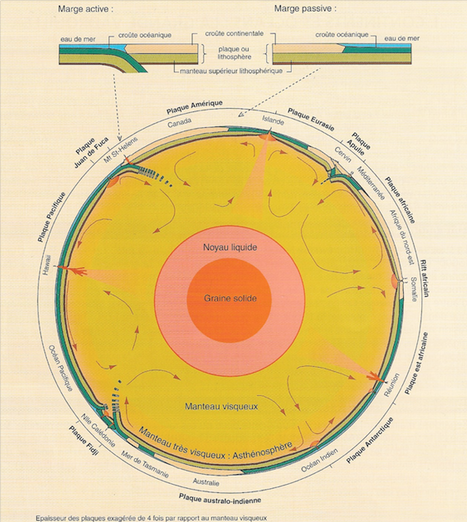 Marge active :
Marge passive :
croûte océanique
croûte continentale
croûte océanique
eau de mer
plaque ou
lithosphère
eau de mer
manteau supérieur lithosphérique
Plaque Amérique
Canada
Islande
Plaque Eurasie
Plaque
Apulie
Cervin
Méditerranée
Plaque africaine
Afrique du nord-est
Rift africain
Somalie
Plaque est africaine
Réunion
Plaque Antarctique
Océan Indien
Australie
Plaque australo-indienne
Mer de Tasmanie
Nlle Calédonie
Plaque Fidji
Océan Pacifique
Hawaii
Plaque Pacifique
Plaque
Juan de Fuca
Mt St-Helens
Noyau liquide
Graine solide
Manteau visqueux
Manteau très visqueux : Asthénosphère
Epaisseur des plaques exagérée de 4 fois par rapport au manteau visqueux